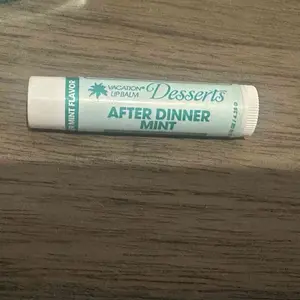 MINT FLAVOR
VACATION®
LIP BALM
Desserts
AFTER DINNER
MINT